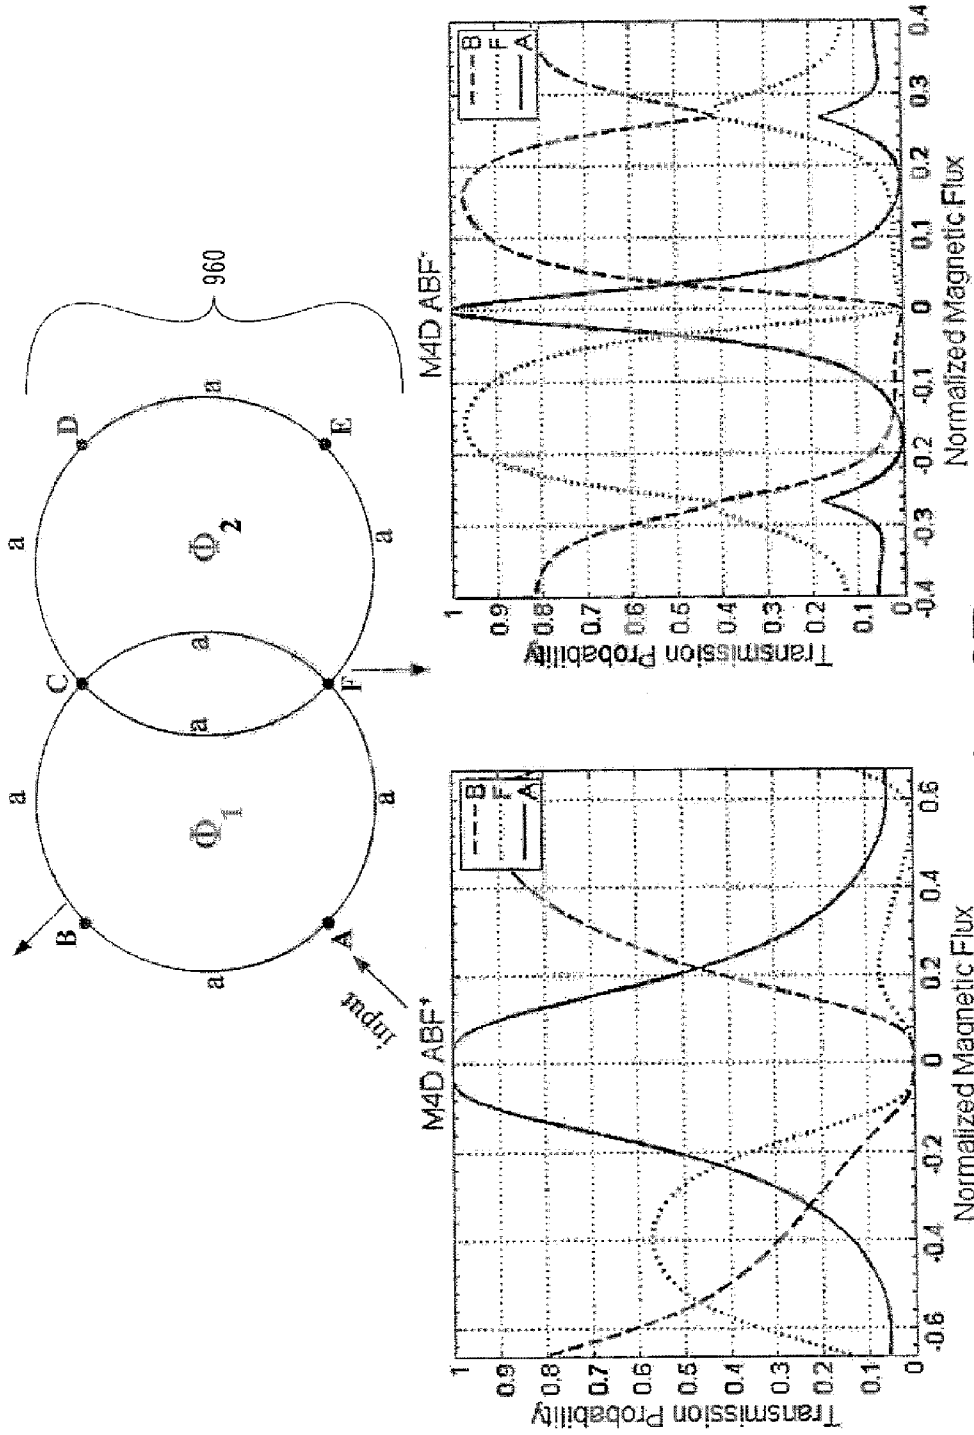 960
a
a
D
a
Φ2
E
a
C
a
a
F
a
Φ1
a
B
a
A
input
M4D ABF+
Transmission Probability
1
0.9
0.8
0.7
0.6
0.5
0.4
0.3
0.2
0.1
0
-0.6
-0.4
-0.2
0
0.2
0.4
0.6
Normalized Magnetic Flux
B
F
A
M4D ABF-
Transmission Probability
1
0.9
0.8
0.7
0.6
0.5
0.4
0.3
0.2
0.1
0
-0.4
-0.3
-0.2
-0.1
0
0.1
0.2
0.3
0.4
Normalized Magnetic Flux
B
F
A